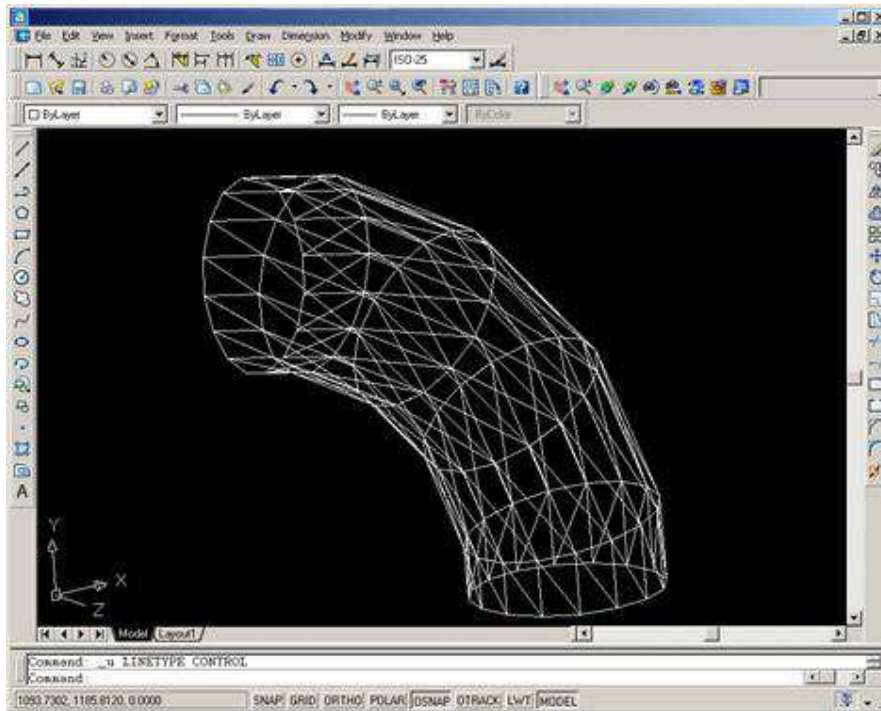 File Edit View Insert Format Tools Draw Dimension Modify Window Help
ISO-25
ByLayer ByLayer ByLayer ByColor
A
Y
X
Z
Model Layout1
Command: _u LINETYPE CONTROL
Command:
1093.7302, 1185.8120, 0.0000 SNAP GRID ORTHO POLAR OSNAP OTRACK LWT MODEL